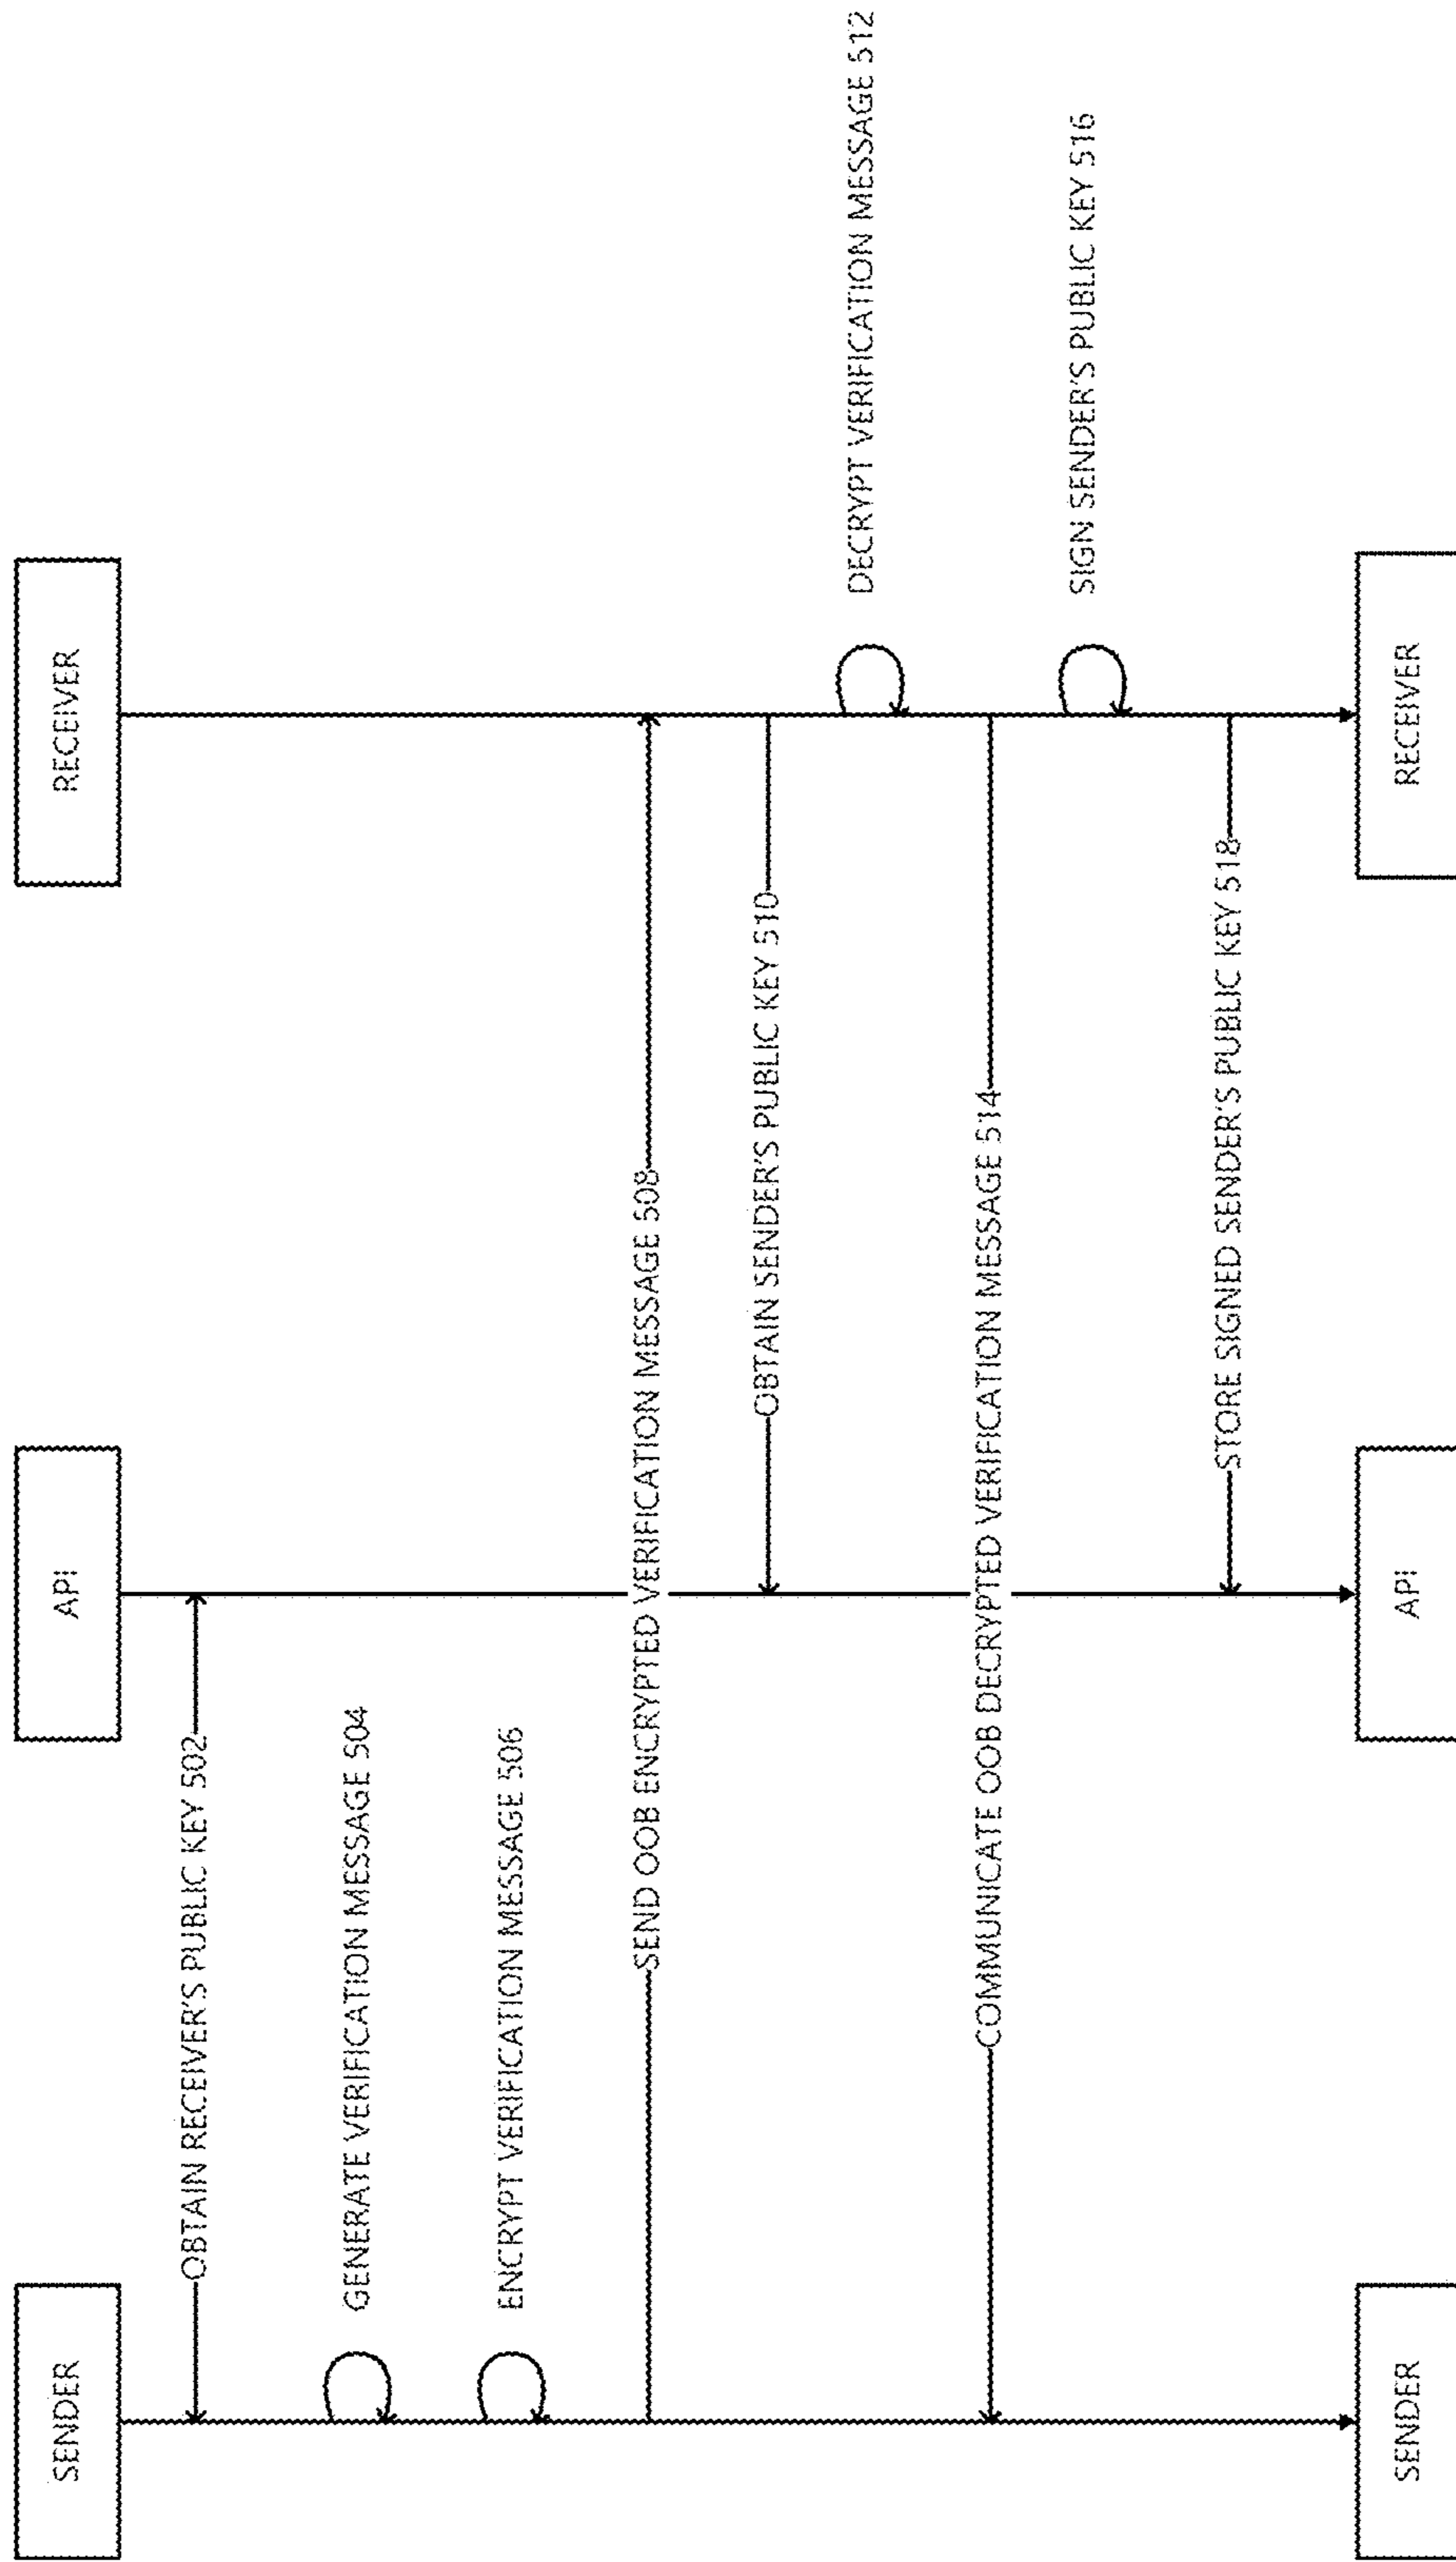 SENDER
API
RECEIVER
OBTAIN RECEIVER'S PUBLIC KEY 502
GENERATE VERIFICATION MESSAGE 504
ENCRYPT VERIFICATION MESSAGE 506
SEND OOB ENCRYPTED VERIFICATION MESSAGE 508
OBTAIN SENDER'S PUBLIC KEY 510
DECRYPT VERIFICATION MESSAGE 512
COMMUNICATE OOB DECRYPTED VERIFICATION MESSAGE 514
SIGN SENDER'S PUBLIC KEY 516
STORE SIGNED SENDER'S PUBLIC KEY 518
SENDER
API
RECEIVER